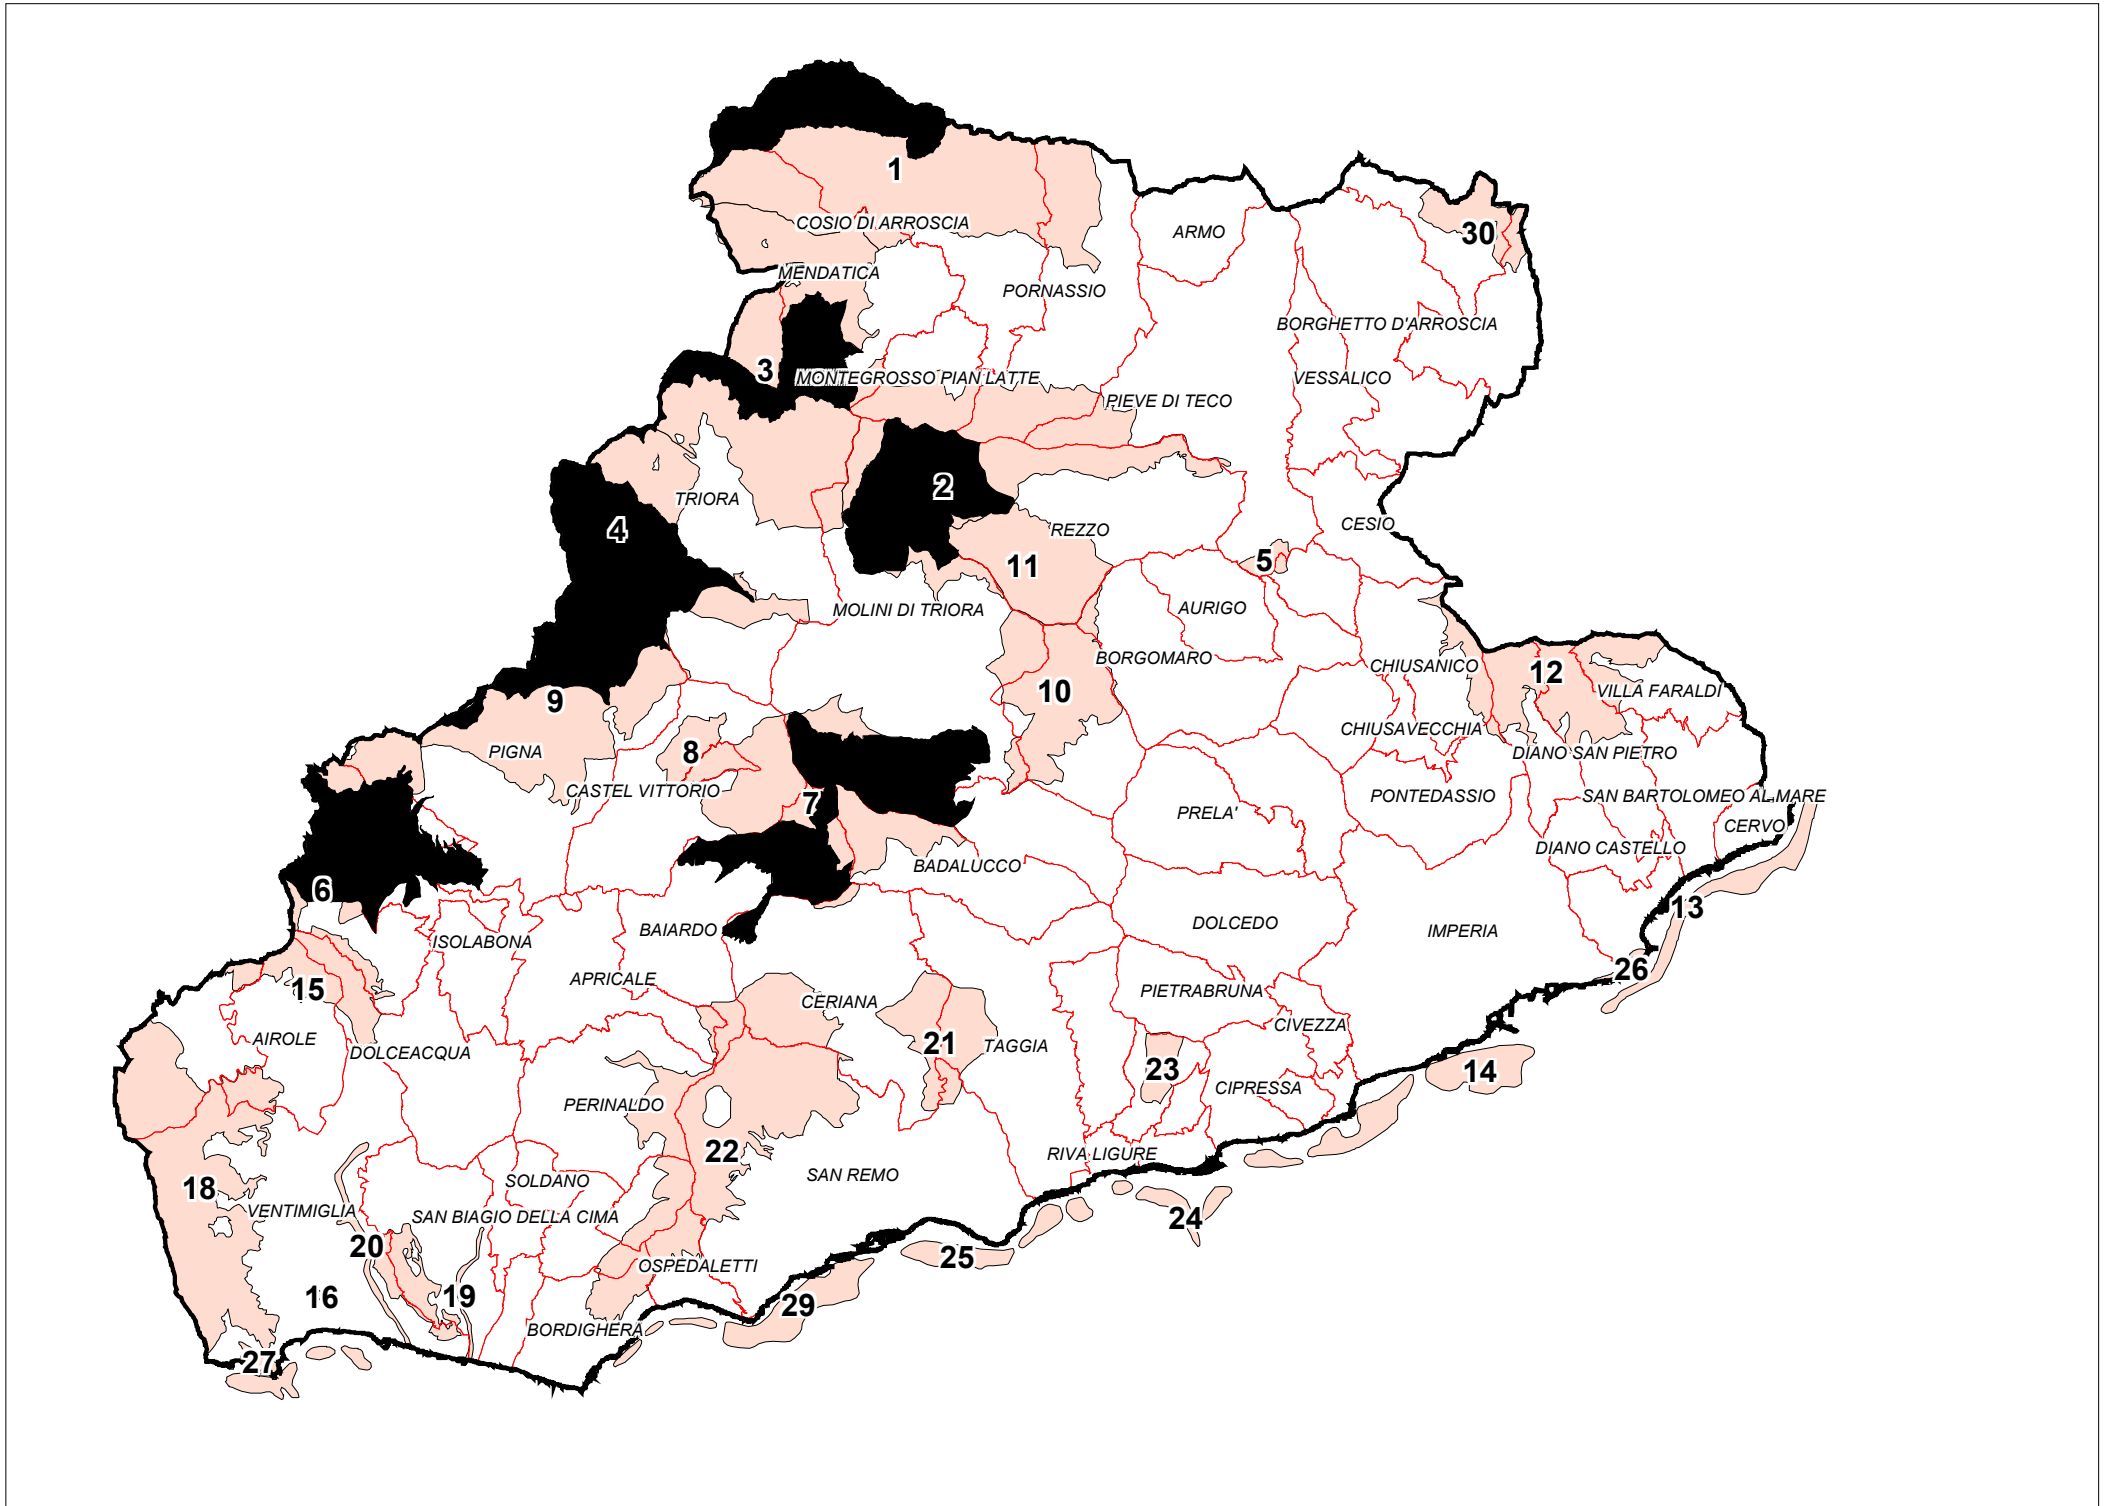 1
COSIO DI ARROSCIA
ARMO
30
MENDATICA
PORNASSIO
BORGHETTO D'ARROSCIA
3
MONTEGROSSO PIAN LATTE
VESSALICO
PIEVE DI TECO
2
TRIORA
4
REZZO
CESIO
11
5
MOLINI DI TRIORA
AURIGO
BORGOMARO
CHIUSANICO
12
10
VILLA FARALDI
9
CHIUSAVECCHIA
PIGNA
8
DIANO SAN PIETRO
CASTEL VITTORIO
PONTEDASSIO
SAN BARTOLOMEO AL MARE
7
PRELA'
CERVO
DIANO CASTELLO
BADALUCCO
6
13
BAIARDO
DOLCEDO
IMPERIA
ISOLABONA
26
APRICALE
15
PIETRABRUNA
CERIANA
CIVEZZA
AIROLE
21
TAGGIA
DOLCEACQUA
23
14
CIPRESSA
PERINALDO
22
RIVA LIGURE
SAN REMO
SOLDANO
18
VENTIMIGLIA
SAN BIAGIO DELLA CIMA
24
20
25
OSPEDALETTI
16
19
29
BORDIGHERA
27